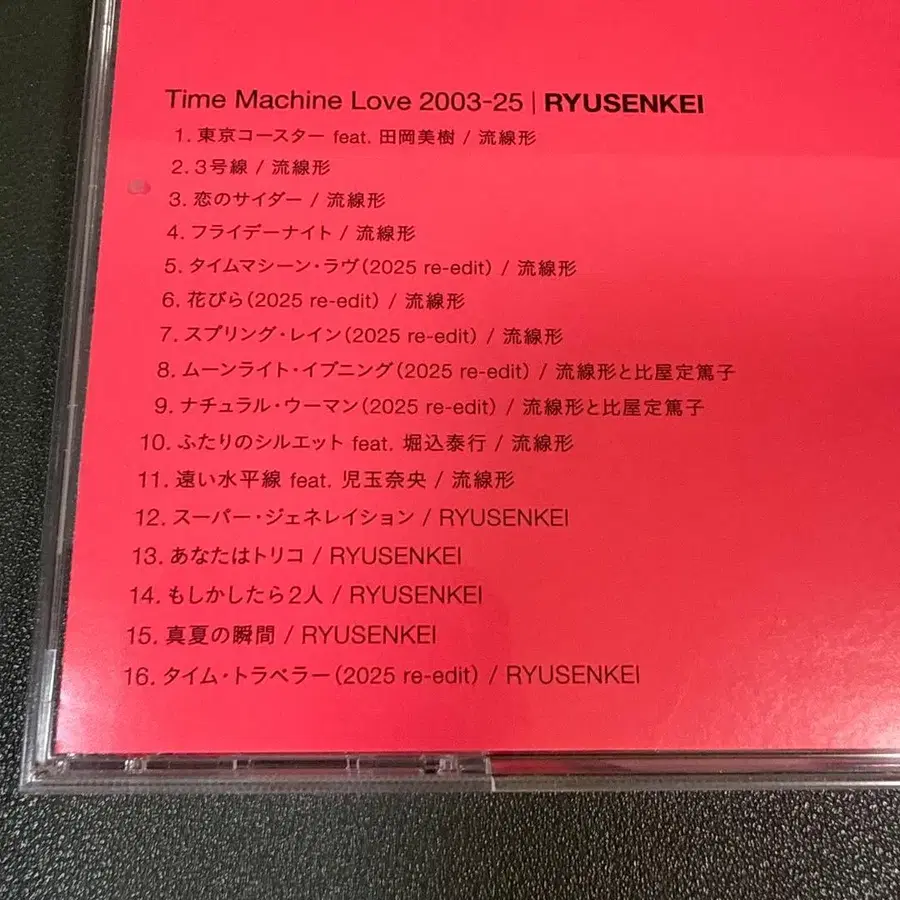 Time Machine Love 2003-25 | RYUSENKEI
1. 東京コースター feat. 田岡美樹 / 流線形
2. 3号線 / 流線形
3. 恋のサイダー / 流線形
4. フライデーナイト / 流線形
5. タイムマシーン・ラヴ(2025 re-edit) / 流線形
6. 花びら(2025 re-edit) / 流線形
7. スプリング・レイン(2025 re-edit) / 流線形
8. ムーンライト・イブニング(2025 re-edit) / 流線形と比屋定篤子
9. ナチュラル・ウーマン(2025 re-edit) / 流線形と比屋定篤子
10. ふたりのシルエット feat. 堀込泰行 / 流線形
11. 遠い水平線 feat. 児玉奈央 / 流線形
12. スーパー・ジェネレイション / RYUSENKEI
13. あなたはトリコ / RYUSENKEI
14. もしかしたら2人 / RYUSENKEI
15. 真夏の瞬間 / RYUSENKEI
16. タイム・トラベラー(2025 re-edit) / RYUSENKEI